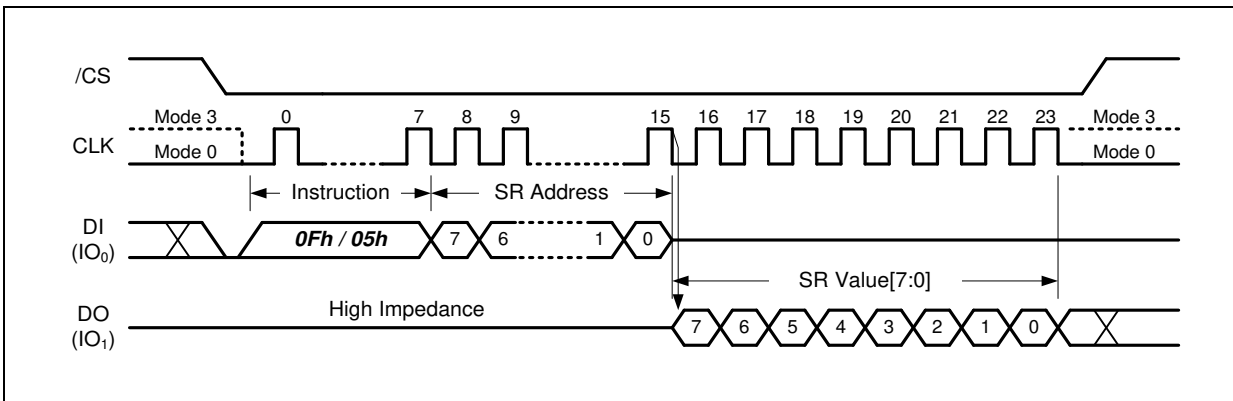 /CS
Mode 3 0 7 8 9 15 16 17 18 19 20 21 22 23 Mode 3
CLK
Mode 0 Mode 0
Instruction SR Address
DI
(IO₀)
0Fh / 05h 7 6 1 0
SR Value[7:0]
High Impedance
DO
(IO₁)
7 6 5 4 3 2 1 0